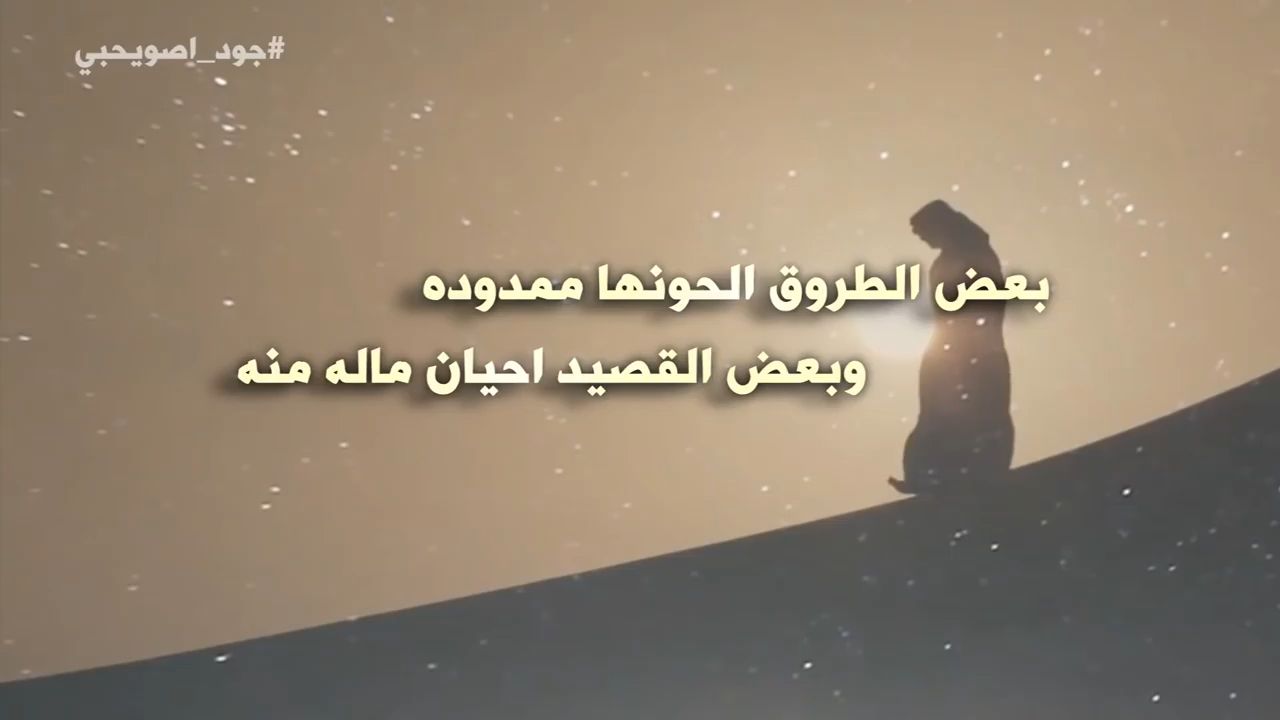 #جود_اصويحبي
بعض الطروق الحونها ممدوده
وبعض القصيد احيان ماله منه